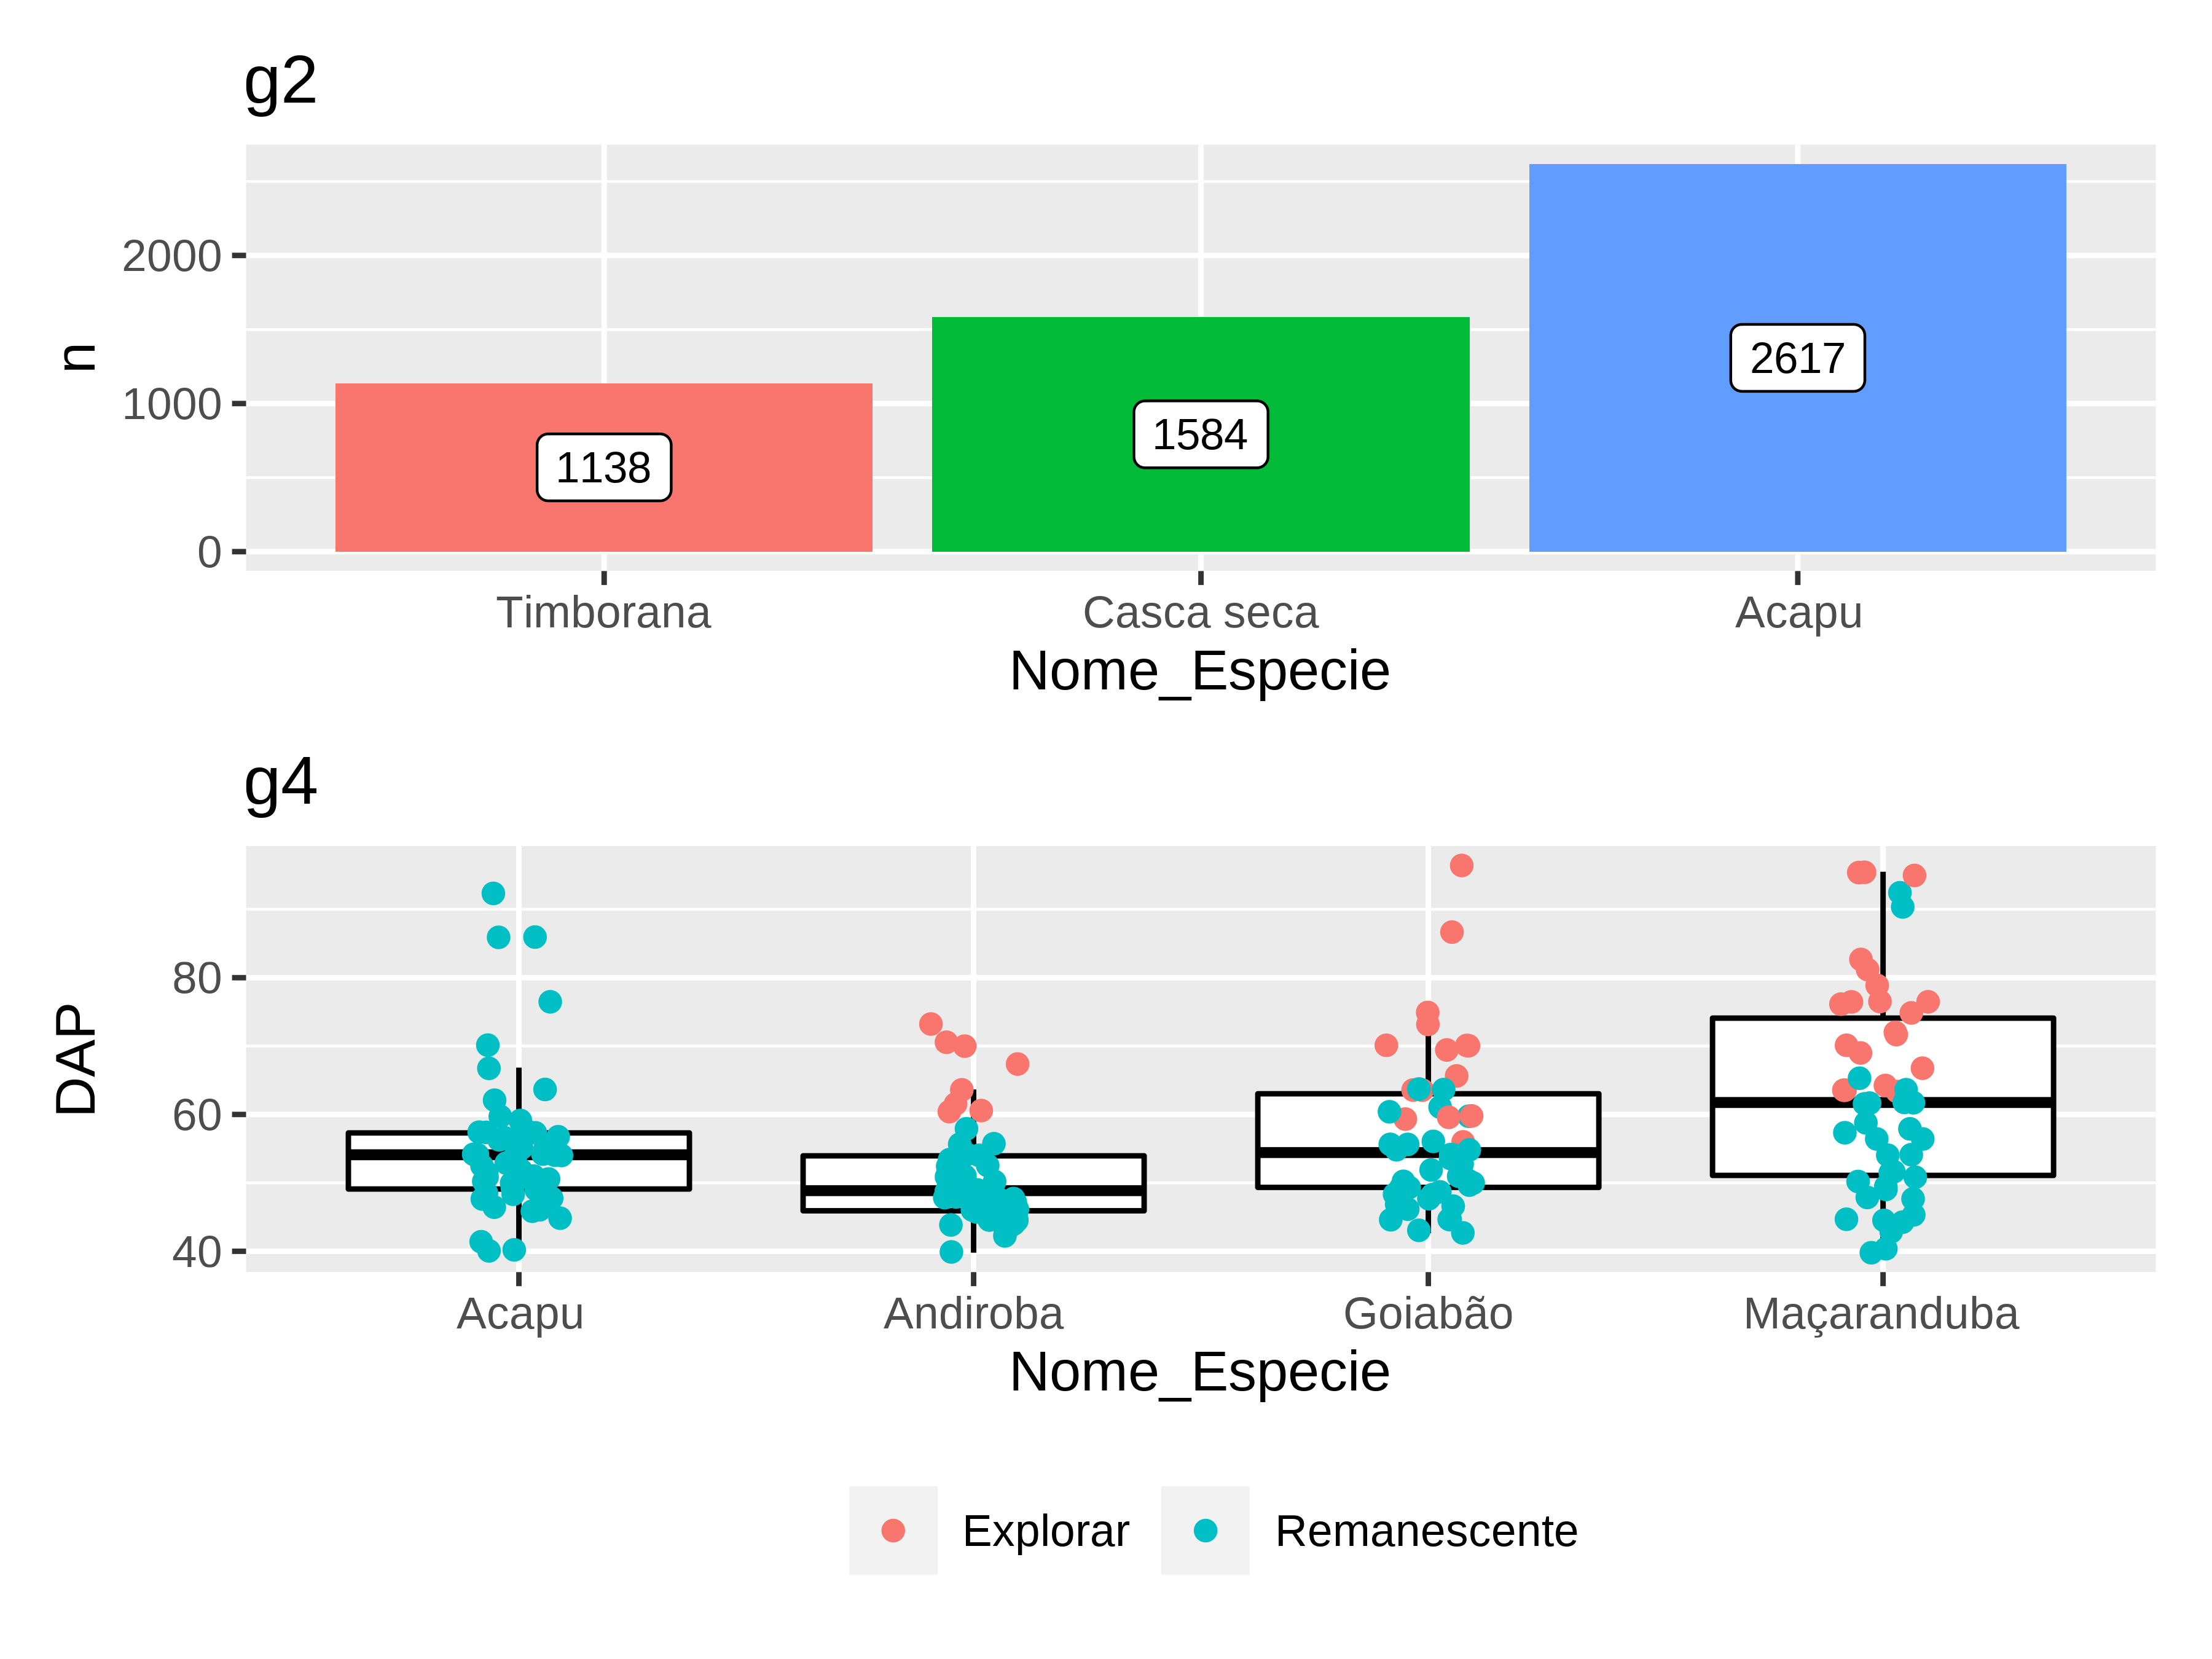 g2
n
2000
1000
0
1138
1584
2617
Timborana Casca seca Acapu
Nome_Especie
g4
DAP
80
60
40
Acapu Andiroba Goiabão Maçaranduba
Nome_Especie
Explorar Remanescente